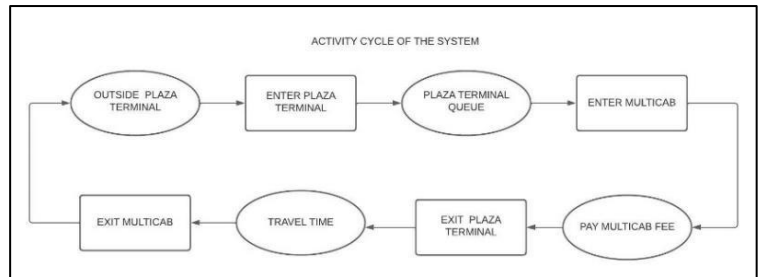 ACTIVITY CYCLE OF THE SYSTEM
OUTSIDE PLAZA
TERMINAL
ENTER PLAZA
TERMINAL
PLAZA TERMINAL
QUEUE
ENTER MULTICAB
EXIT MULTICAB
TRAVEL TIME
EXIT PLAZA
TERMINAL
PAY MULTICAB FEE